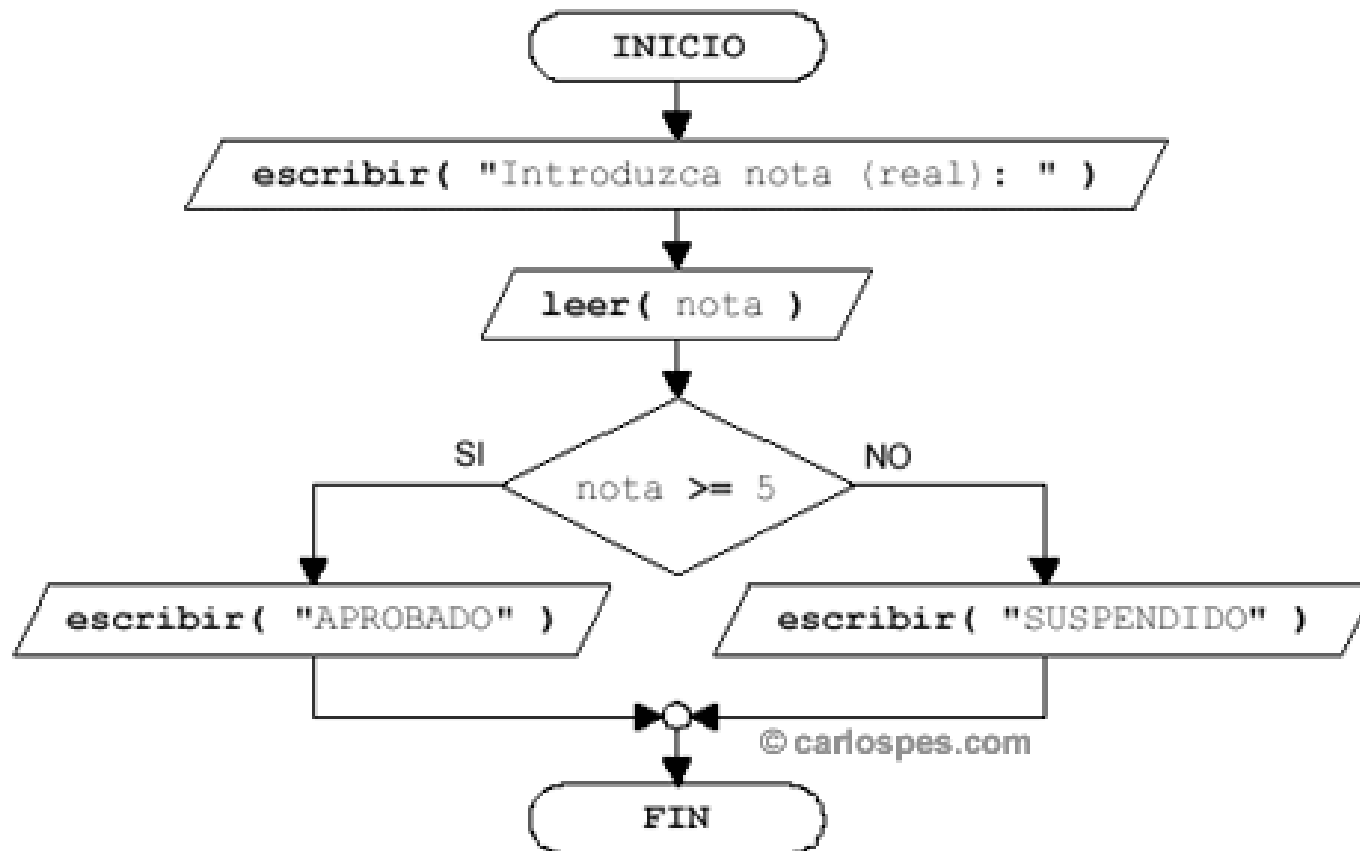 INICIO
escribir( "Introduzca nota (real): " )
leer( nota )
SI
NO
nota >= 5
escribir( "APROBADO" )
escribir( "SUSPENDIDO" )
© carlospes.com
FIN